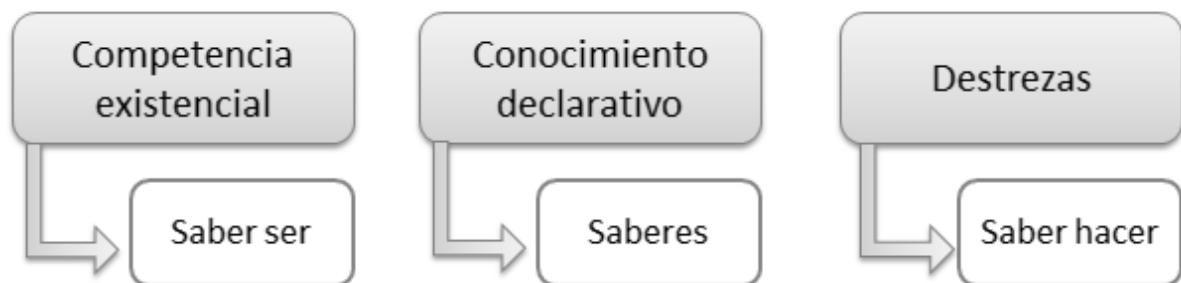 Competencia
existencial
Conocimiento
declarativo
Destrezas
Saber ser
Saberes
Saber hacer